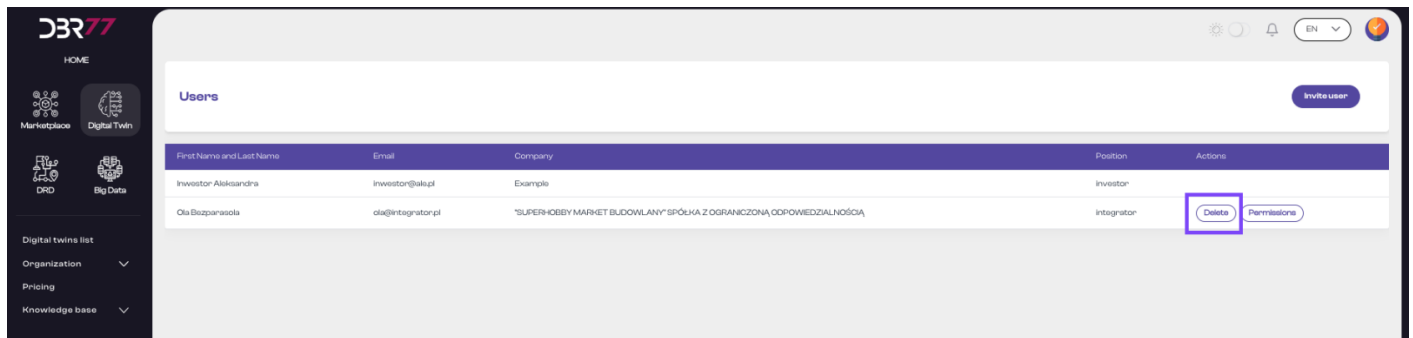 DBR77
EN
HOME
Users
Invite user
Marketplace
Digital Twin
First Name and Last Name Email Company Position Actions
DRD
Big Data
Inwestor Aleksandra inwestor@ale.pl Example investor
Ola Bezparasola ola@integrator.pl "SUPERHOBBY MARKET BUDOWLANY" SPÓŁKA Z OGRANICZONĄ ODPOWIEDZIALNOŚCIĄ integrator Delete Permissions
Digital twins list
Organization
Pricing
Knowledge base